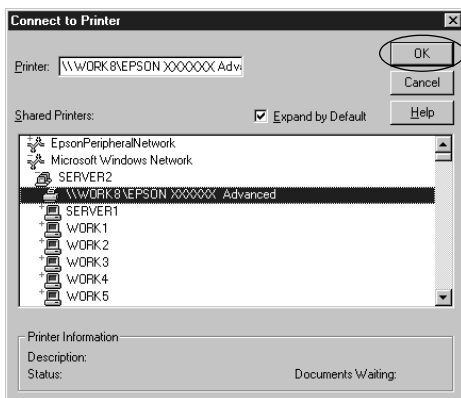 Connect to Printer
Printer: \\WORK8\EPSON XXXXXX Adv
OK
Cancel
Shared Printers:
Expand by Default
Help
EpsonPeripheralNetwork
Microsoft Windows Network
SERVER2
\\WORK8\EPSON XXXXXX Advanced
SERVER1
WORK1
WORK2
WORK3
WORK4
WORK5
Printer Information
Description:
Status: Documents Waiting: